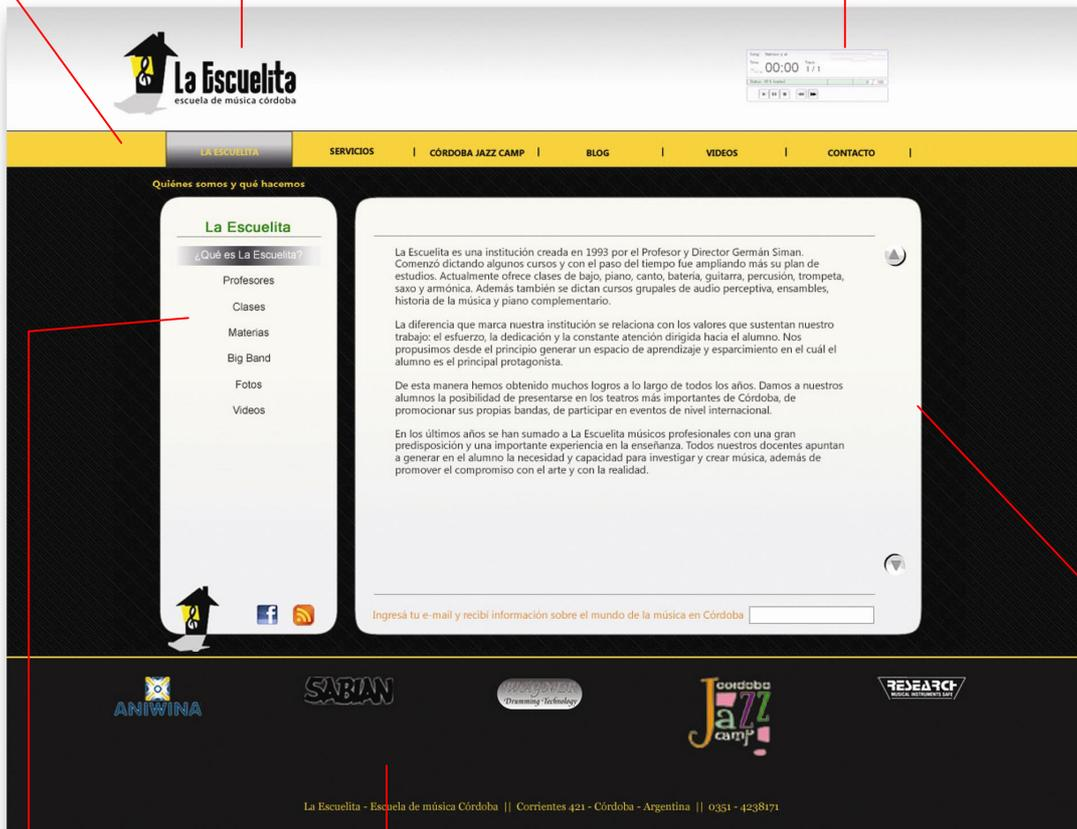 La Escuelita
escuela de música córdoba
00:00
1 / 1
LA ESCUELITA
SERVICIOS | CÓRDOBA JAZZ CAMP | BLOG | VIDEOS | CONTACTO |
Quiénes somos y qué hacemos
La Escuelita
¿Qué es La Escuelita?
Profesores
Clases
Materias
Big Band
Fotos
Videos
La Escuelita es una institución creada en 1993 por el Profesor y Director Germán Siman.
Comenzó dictando algunos cursos y con el paso del tiempo fue ampliando más su plan de
estudios. Actualmente ofrece clases de bajo, piano, canto, batería, guitarra, percusión, trompeta,
saxo y armónica. Además también se dictan cursos grupales de audio perceptiva, ensambles,
historia de la música y piano complementario.
La diferencia que marca nuestra institución se relaciona con los valores que sustentan nuestro
trabajo: el esfuerzo, la dedicación y la constante atención dirigida hacia el alumno. Nos
propusimos desde el principio generar un espacio de aprendizaje y esparcimiento en el cuál el
alumno es el principal protagonista.
De esta manera hemos obtenido muchos logros a lo largo de todos los años. Damos a nuestros
alumnos la posibilidad de presentarse en los teatros más importantes de Córdoba, de
promocionar sus propias bandas, de participar en eventos de nivel internacional.
En los últimos años se han sumado a La Escuelita músicos profesionales con una gran
predisposición y una importante experiencia en la enseñanza. Todos nuestros docentes apuntan
a generar en el alumno la necesidad y capacidad para investigar y crear música, además de
promover el compromiso con el arte y con la realidad.
Ingresá tu e-mail y recibí información sobre el mundo de la música en Córdoba
ANIWINA
SABIAN
WAGNER
Drumming Technology
cordoba
Jazz
camp
RESEARCH
MUSICAL INSTRUMENTS SAFE
La Escuelita - Escuela de música Córdoba || Corrientes 421 - Córdoba - Argentina || 0351 - 4238171